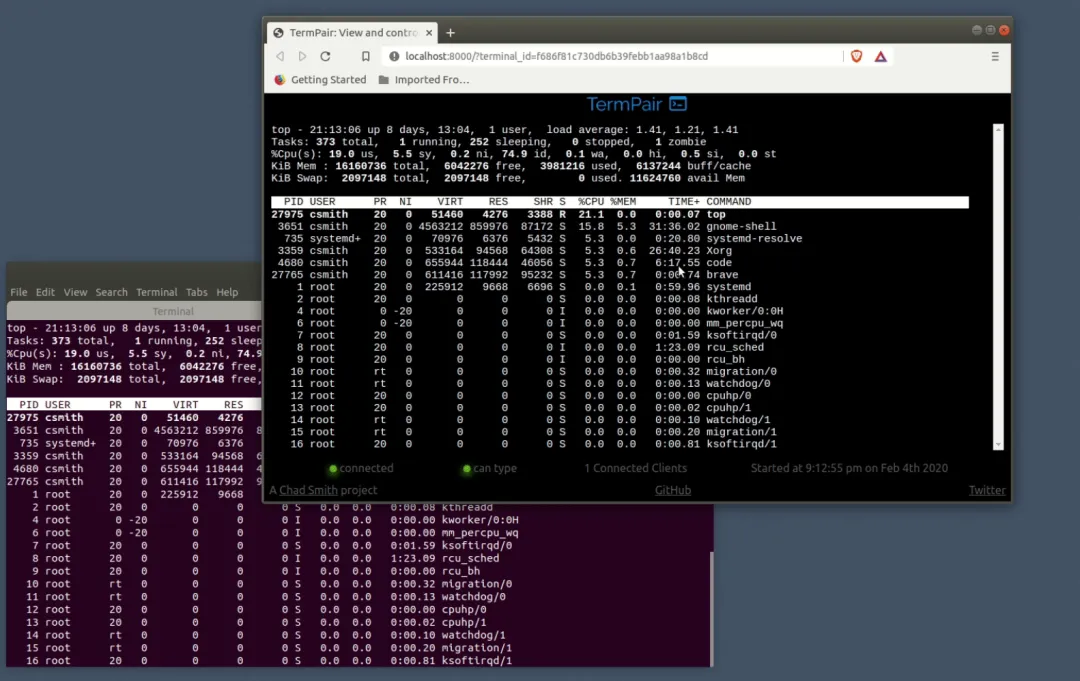 TermPair: View and contro
localhost:8000/?terminal_id=f686f81c730db6b39febb1aa98a1b8cd
Getting Started Imported Fro…
TermPair
top - 21:13:06 up 8 days, 13:04,  1 user,  load average: 1.41, 1.21, 1.41
Tasks: 373 total,   1 running, 252 sleeping,   0 stopped,   1 zombie
%Cpu(s): 19.0 us,  5.5 sy,  0.2 ni, 74.9 id,  0.1 wa,  0.0 hi,  0.5 si,  0.0 st
KiB Mem : 16160736 total,  6042276 free,  3981216 used,  6137244 buff/cache
KiB Swap:  2097148 total,  2097148 free,        0 used. 11624760 avail Mem
PID USER PR NI VIRT RES SHR S %CPU %MEM TIME+ COMMAND
27975 csmith 20 0 51460 4276 3388 R 21.1 0.0 0:00.07 top
3651 csmith 20 0 4563212 859976 87172 S 15.8 5.3 31:36.02 gnome-shell
735 systemd+ 20 0 70976 6376 5432 S 5.3 0.0 0:20.80 systemd-resolve
3359 csmith 20 0 533164 94568 64308 S 5.3 0.6 26:40.23 Xorg
4680 csmith 20 0 655944 118444 46056 S 5.3 0.7 6:17.55 code
27765 csmith 20 0 611416 117992 95232 S 5.3 0.7 0:00.74 brave
1 root 20 0 225912 9668 6696 S 0.0 0.1 0:59.96 systemd
2 root 20 0 0 0 0 S 0.0 0.0 0:00.08 kthreadd
4 root 0 -20 0 0 0 I 0.0 0.0 0:00.00 kworker/0:0H
6 root 0 -20 0 0 0 I 0.0 0.0 0:00.00 mm_percpu_wq
7 root 20 0 0 0 0 S 0.0 0.0 0:01.59 ksoftirqd/0
8 root 20 0 0 0 0 I 0.0 0.0 1:23.09 rcu_sched
9 root 20 0 0 0 0 I 0.0 0.0 0:00.00 rcu_bh
10 root rt 0 0 0 0 S 0.0 0.0 0:00.32 migration/0
11 root rt 0 0 0 0 S 0.0 0.0 0:00.13 watchdog/0
12 root 20 0 0 0 0 S 0.0 0.0 0:00.00 cpuhp/0
13 root 20 0 0 0 0 S 0.0 0.0 0:00.02 cpuhp/1
14 root rt 0 0 0 0 S 0.0 0.0 0:00.10 watchdog/1
15 root rt 0 0 0 0 S 0.0 0.0 0:00.20 migration/1
16 root 20 0 0 0 0 S 0.0 0.0 0:00.81 ksoftirqd/1
connected can type 1 Connected Clients Started at 9:12:55 pm on Feb 4th 2020
A Chad Smith project GitHub Twitter
File Edit View Search Terminal Tabs Help
Terminal
top - 21:13:06 up 8 days, 13:04,  1 user
Tasks: 373 total,   1 running, 252 sleep
%Cpu(s): 19.0 us,  5.5 sy,  0.2 ni, 74.9
KiB Mem : 16160736 total,  6042276 free,
KiB Swap:  2097148 total,  2097148 free,
PID USER PR NI VIRT RES
27975 csmith 20 0 51460 4276
3651 csmith 20 0 4563212 859976 8
735 systemd+ 20 0 70976 6376
3359 csmith 20 0 533164 94568 6
4680 csmith 20 0 655944 118444 4
27765 csmith 20 0 611416 117992 9
1 root 20 0 225912 9668
2 root 20 0 0 0 0 S 0.0 0.0 0:00.08 kthreadd
4 root 0 -20 0 0 0 I 0.0 0.0 0:00.00 kworker/0:0H
6 root 0 -20 0 0 0 I 0.0 0.0 0:00.00 mm_percpu_wq
7 root 20 0 0 0 0 S 0.0 0.0 0:01.59 ksoftirqd/0
8 root 20 0 0 0 0 I 0.0 0.0 1:23.09 rcu_sched
9 root 20 0 0 0 0 I 0.0 0.0 0:00.00 rcu_bh
10 root rt 0 0 0 0 S 0.0 0.0 0:00.32 migration/0
11 root rt 0 0 0 0 S 0.0 0.0 0:00.13 watchdog/0
12 root 20 0 0 0 0 S 0.0 0.0 0:00.00 cpuhp/0
13 root 20 0 0 0 0 S 0.0 0.0 0:00.02 cpuhp/1
14 root rt 0 0 0 0 S 0.0 0.0 0:00.10 watchdog/1
15 root rt 0 0 0 0 S 0.0 0.0 0:00.20 migration/1
16 root 20 0 0 0 0 S 0.0 0.0 0:00.81 ksoftirqd/1